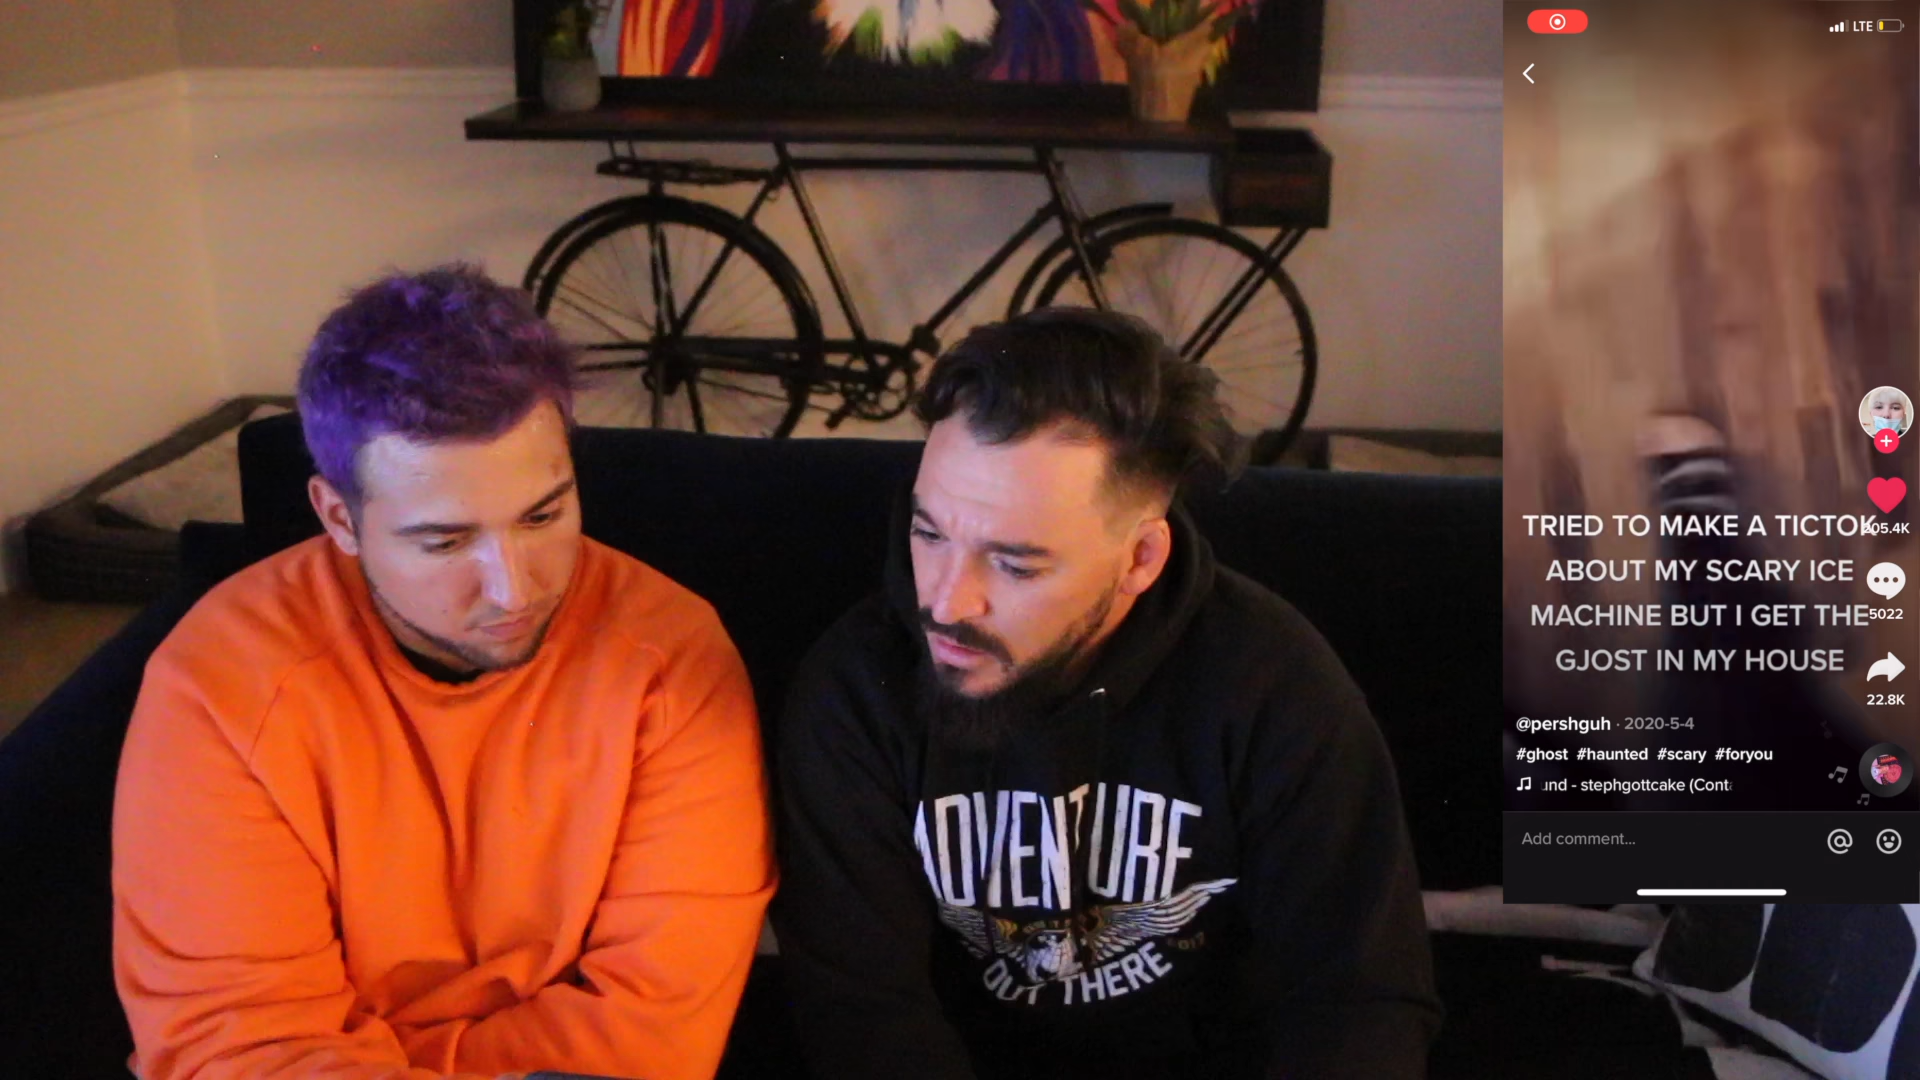 ADVENTURE
OUT THERE
LTE
TRIED TO MAKE A TICTOK
ABOUT MY SCARY ICE
MACHINE BUT I GET THE
GJOST IN MY HOUSE
205.4K
5022
22.8K
@pershguh · 2020-5-4
#ghost #haunted #scary #foryou
und - stephgottcake (Cont
Add comment...